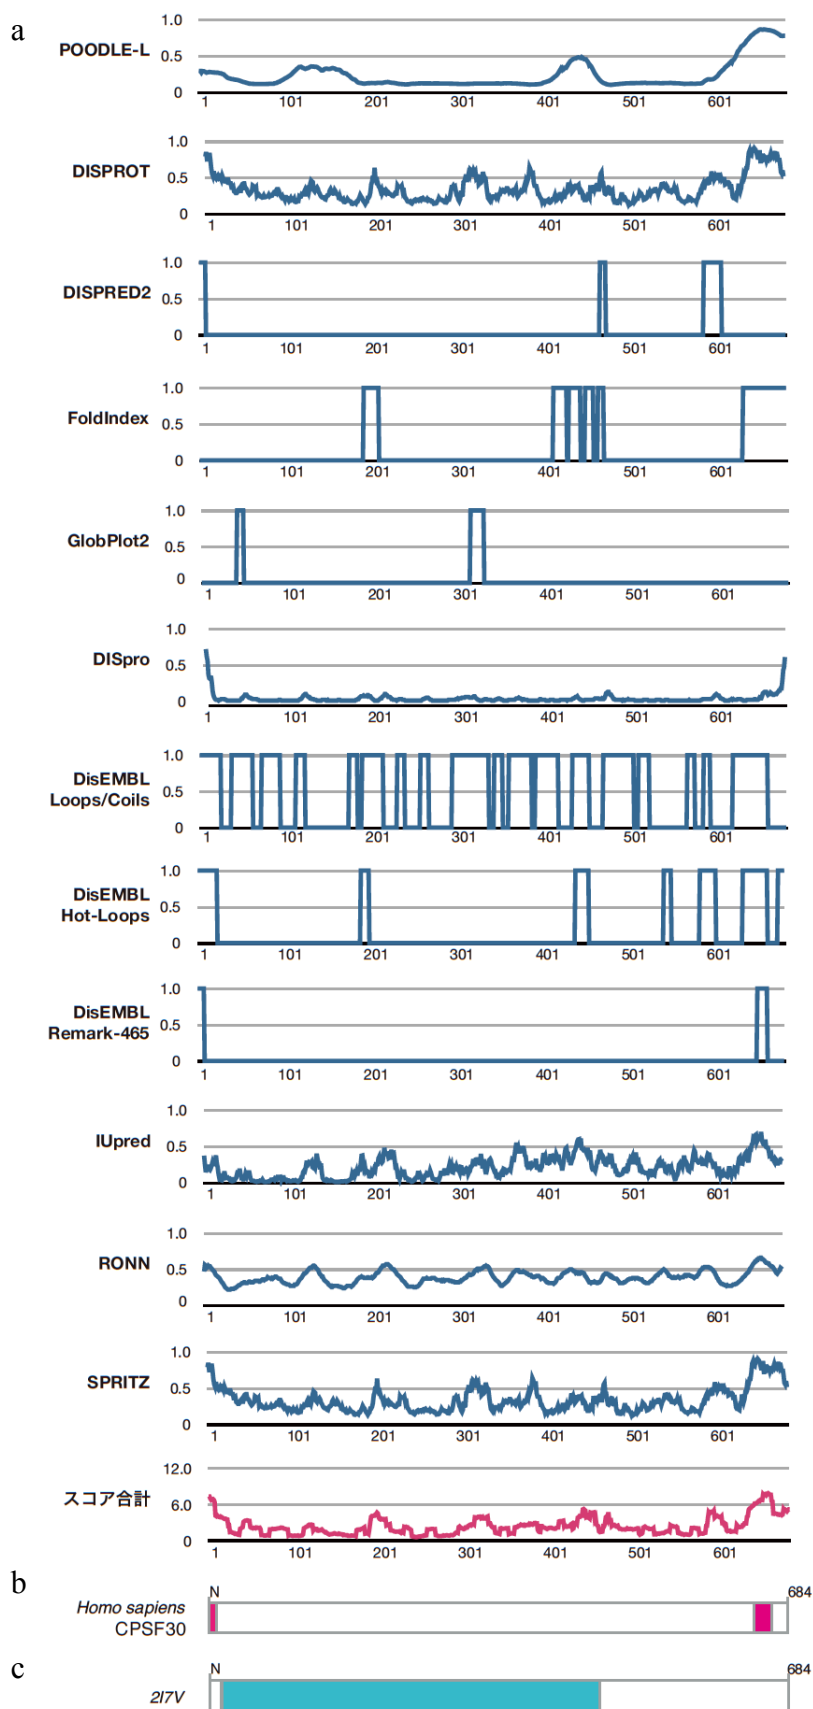 a
POODLE-L
1.0
0.5
0
1 101 201 301 401 501 601
DISPROT
1.0
0.5
0
1 101 201 301 401 501 601
DISPRED2
1.0
0.5
0
1 101 201 301 401 501 601
FoldIndex
1.0
0.5
0
1 101 201 301 401 501 601
GlobPlot2
1.0
0.5
0
1 101 201 301 401 501 601
DISpro
1.0
0.5
0
1 101 201 301 401 501 601
DisEMBL
Loops/Coils
1.0
0.5
0
1 101 201 301 401 501 601
DisEMBL
Hot-Loops
1.0
0.5
0
1 101 201 301 401 501 601
DisEMBL
Remark-465
1.0
0.5
0
1 101 201 301 401 501 601
IUpred
1.0
0.5
0
1 101 201 301 401 501 601
RONN
1.0
0.5
0
1 101 201 301 401 501 601
SPRITZ
1.0
0.5
0
1 101 201 301 401 501 601
スコア合計
12.0
6.0
0
1 101 201 301 401 501 601
b
N 684
Homo sapiens
CPSF30
c
N 684
2I7V